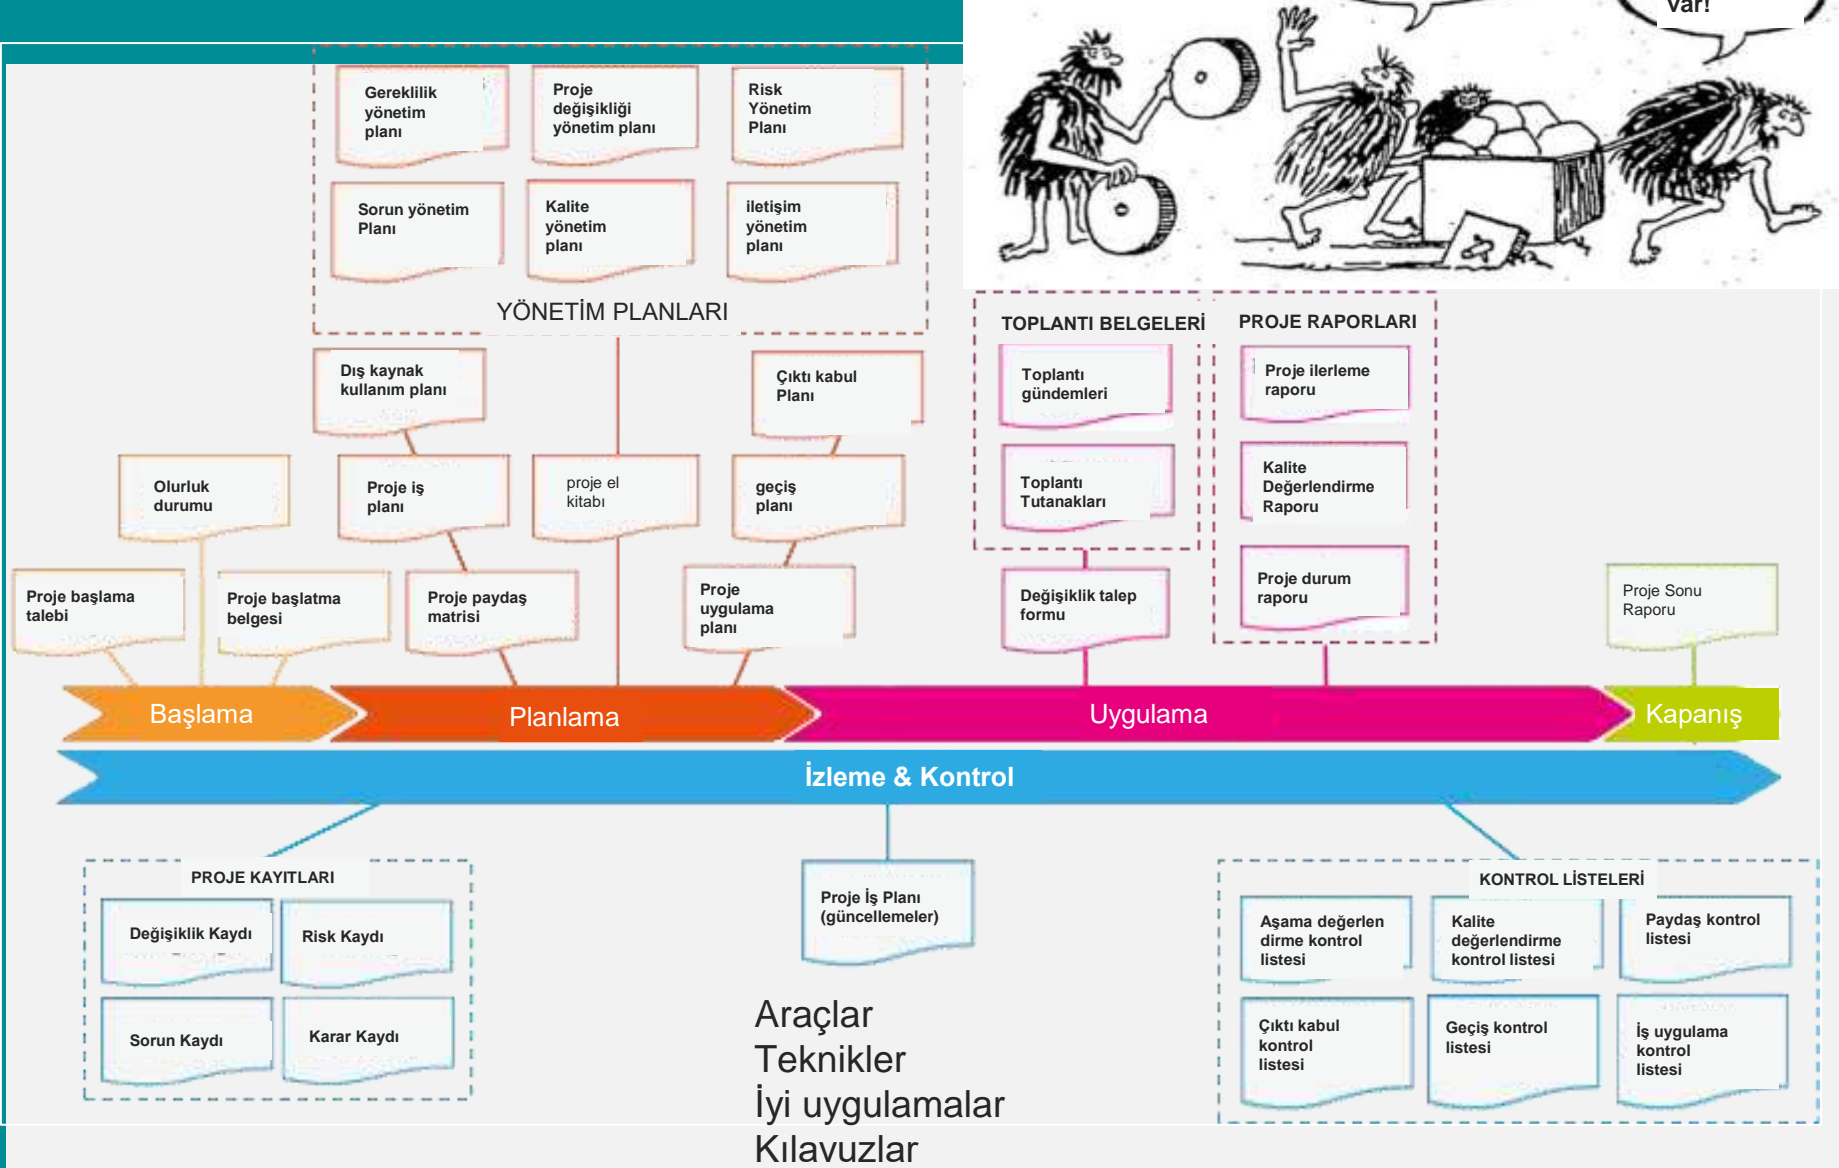 var!
Gereklilik
yönetim
planı
Proje
değişikliği
yönetim planı
Risk
Yönetim
Planı
Sorun yönetim
Planı
Kalite
yönetim
planı
iletişim
yönetim
planı
YÖNETİM PLANLARI
TOPLANTI BELGELERİ
PROJE RAPORLARI
Dış kaynak
kullanım planı
Çıktı kabul
Planı
Toplantı
gündemleri
Proje ilerleme
raporu
Olurluk
durumu
Proje iş
planı
proje el
kitabı
geçiş
planı
Toplantı
Tutanakları
Kalite
Değerlendirme
Raporu
Proje başlama
talebi
Proje başlatma
belgesi
Proje paydaş
matrisi
Proje
uygulama
planı
Değişiklik talep
formu
Proje durum
raporu
Proje Sonu
Raporu
Başlama
Planlama
Uygulama
Kapanış
İzleme & Kontrol
PROJE KAYITLARI
Değişiklik Kaydı
Risk Kaydı
Sorun Kaydı
Karar Kaydı
Proje İş Planı
(güncellemeler)
KONTROL LİSTELERİ
Aşama değerlen
dirme kontrol
listesi
Kalite
değerlendirme
kontrol listesi
Paydaş kontrol
listesi
Çıktı kabul
kontrol
listesi
Geçiş kontrol
listesi
İş uygulama
kontrol
listesi
Araçlar
Teknikler
İyi uygulamalar
Kılavuzlar